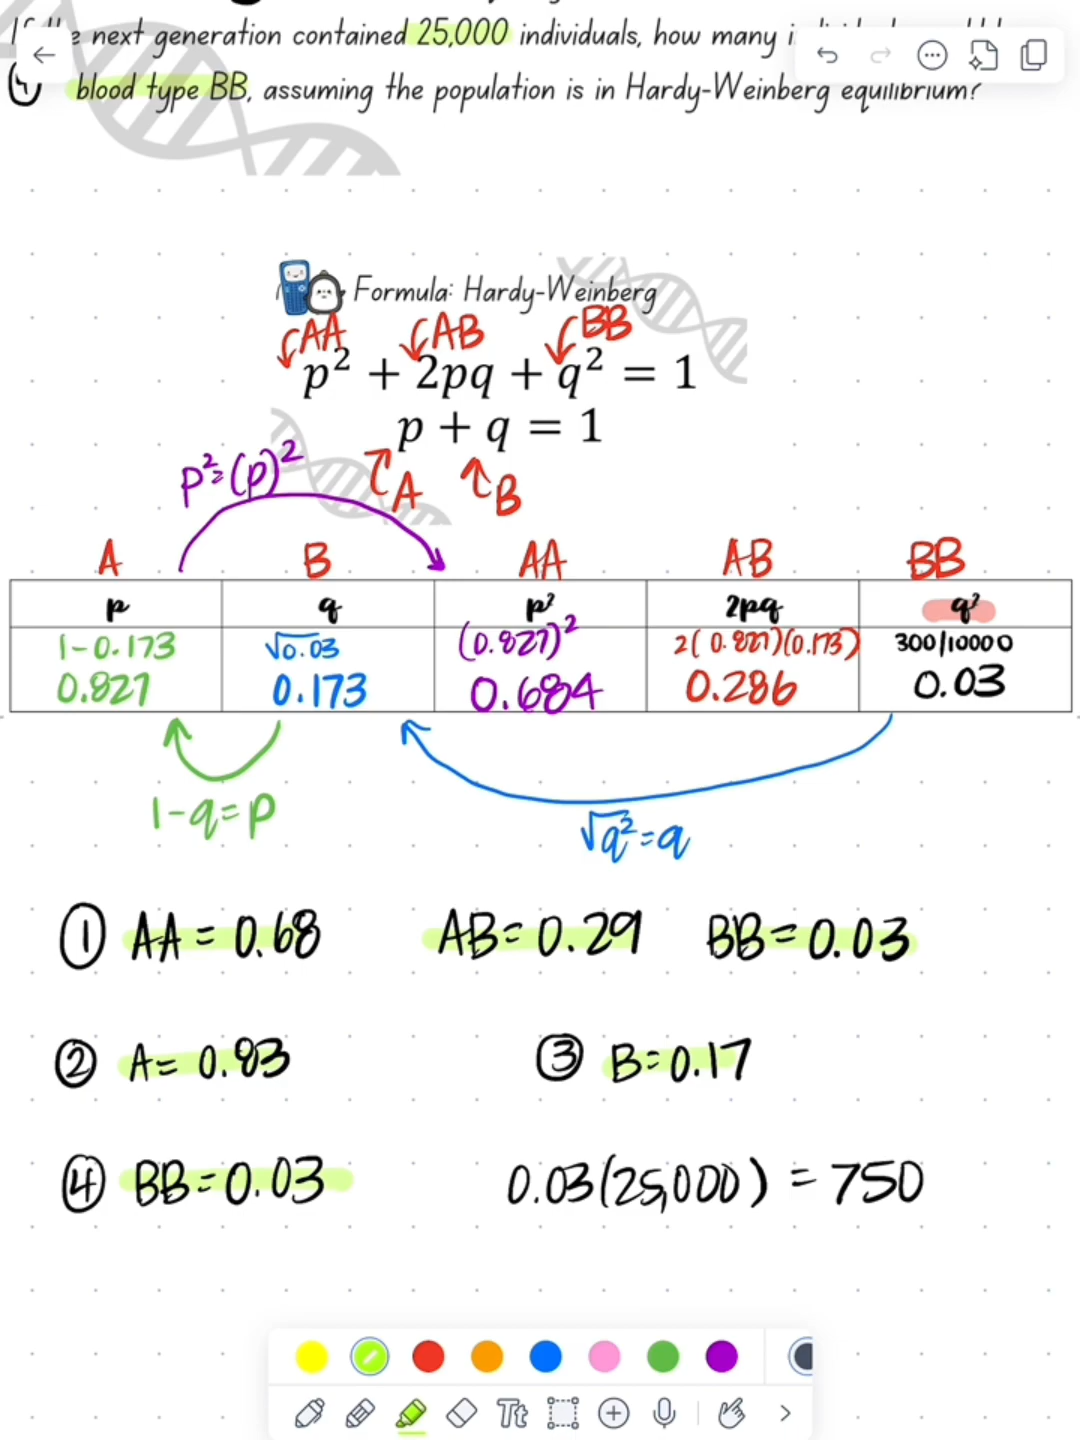 next generation contained 25,000 individuals, how many
④ blood type BB, assuming the population is in Hardy-Weinberg equilibrium?
Formula: Hardy-Weinberg
AA AB BB
p² + 2pq + q² = 1
p + q = 1
p²=(p)²
A B
A B AA AB BB
p q p² 2pq q²
1-0.173 √0.03 (0.827)² 2(0.827)(0.173) 300/10000
0.827 0.173 0.684 0.286 0.03
1-q=p
√q²=q
① AA = 0.68 AB=0.29 BB=0.03
② A= 0.83 ③ B=0.17
④ BB=0.03 0.03(25,000) = 750
Tt